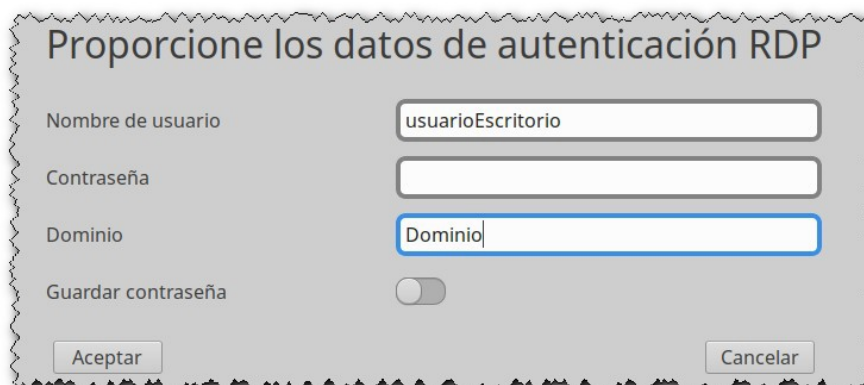 Proporcione los datos de autenticación RDP
Nombre de usuario usuarioEscritorio
Contraseña
Dominio Dominio
Guardar contraseña
Aceptar Cancelar